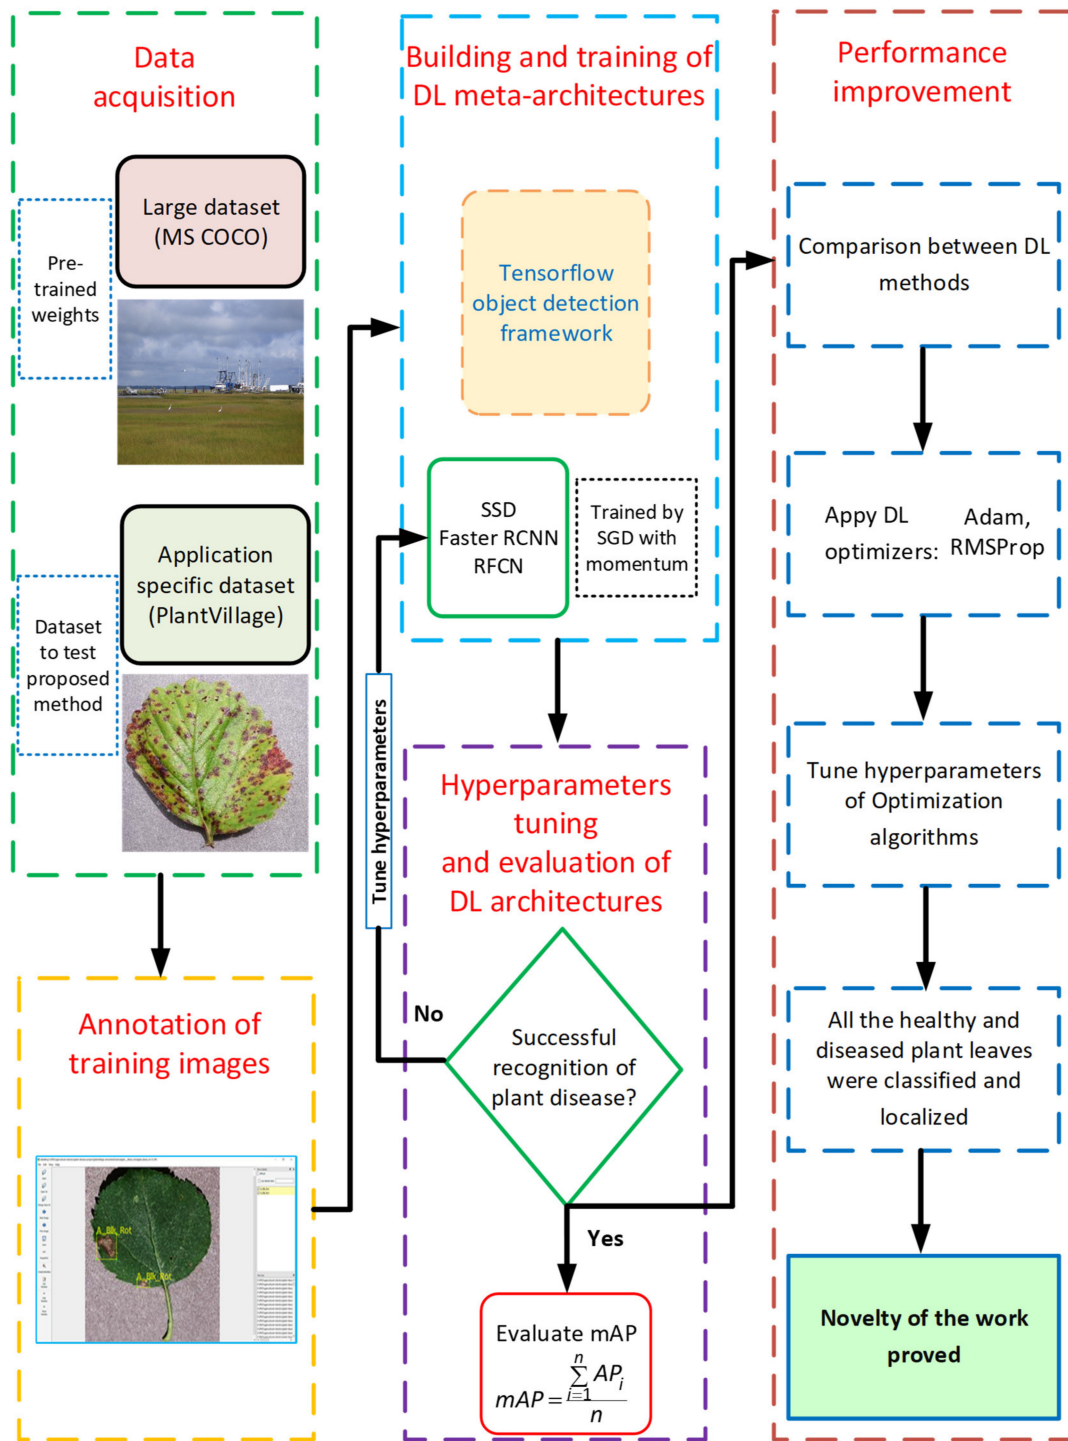 Data
acquisition
Large dataset
(MS COCO)
Pre-
trained
weights
Application
specific dataset
(PlantVillage)
Dataset
to test
proposed
method
Annotation of
training images
A_Blk_Rot
A_Blk_Rot
Building and training of
DL meta-architectures
Tensorflow
object detection
framework
SSD
Faster RCNN
RFCN
Trained by
SGD with
momentum
Tune hyperparameters
Hyperparameters
tuning
and evaluation of
DL architectures
No
Successful
recognition of
plant disease?
Yes
Evaluate mAP
mAP = ∑_{i=1}^{n} AP_i / n
Performance
improvement
Comparison between DL
methods
Appy DL
optimizers:
Adam,
RMSProp
Tune hyperparameters
of Optimization
algorithms
All the healthy and
diseased plant leaves
were classified and
localized
Novelty of the work
proved